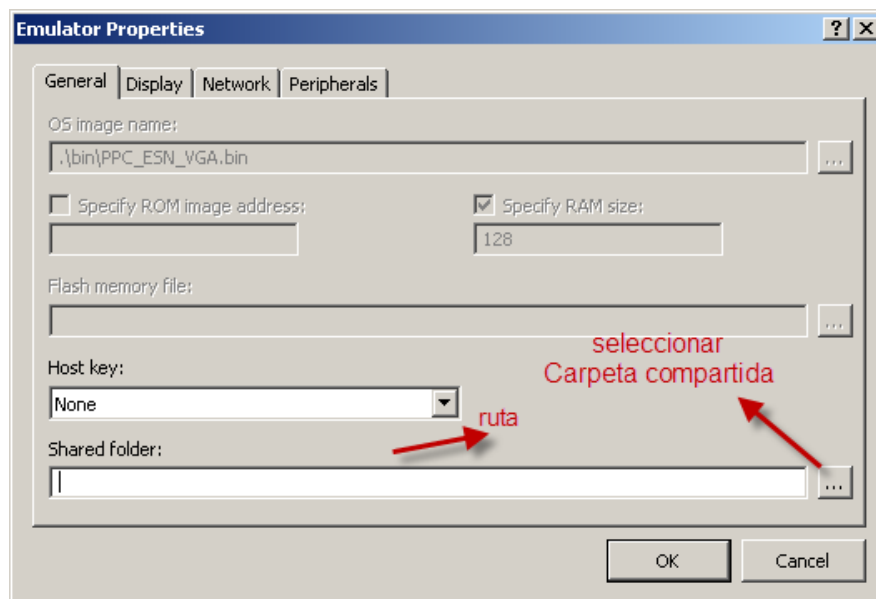 Emulator Properties
General Display Network Peripherals
OS image name:
.\bin\PPC_ESN_VGA.bin
...
Specify ROM image address:
Specify RAM size:
128
Flash memory file:
...
seleccionar
Carpeta compartida
Host key:
None
ruta
Shared folder:
...
OK
Cancel